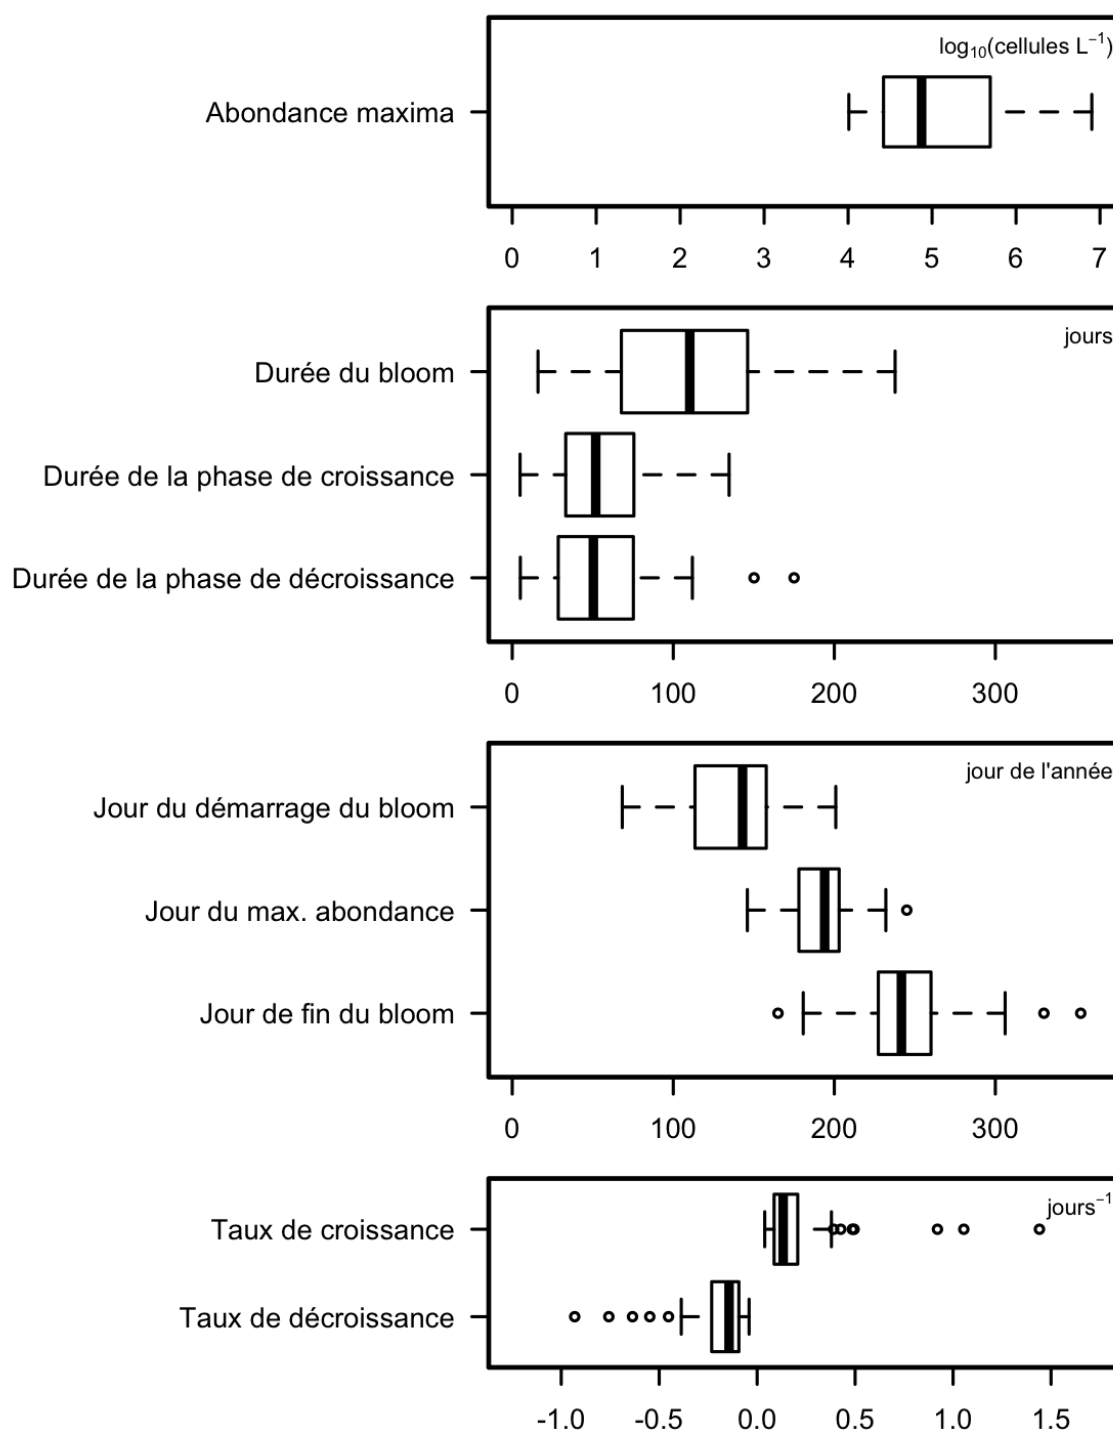 log₁₀(cellules L⁻¹)
Abondance maxima
0 1 2 3 4 5 6 7
jours
Durée du bloom
Durée de la phase de croissance
Durée de la phase de décroissance
0 100 200 300
jour de l'année
Jour du démarrage du bloom
Jour du max. abondance
Jour de fin du bloom
0 100 200 300
jours⁻¹
Taux de croissance
Taux de décroissance
-1.0 -0.5 0.0 0.5 1.0 1.5